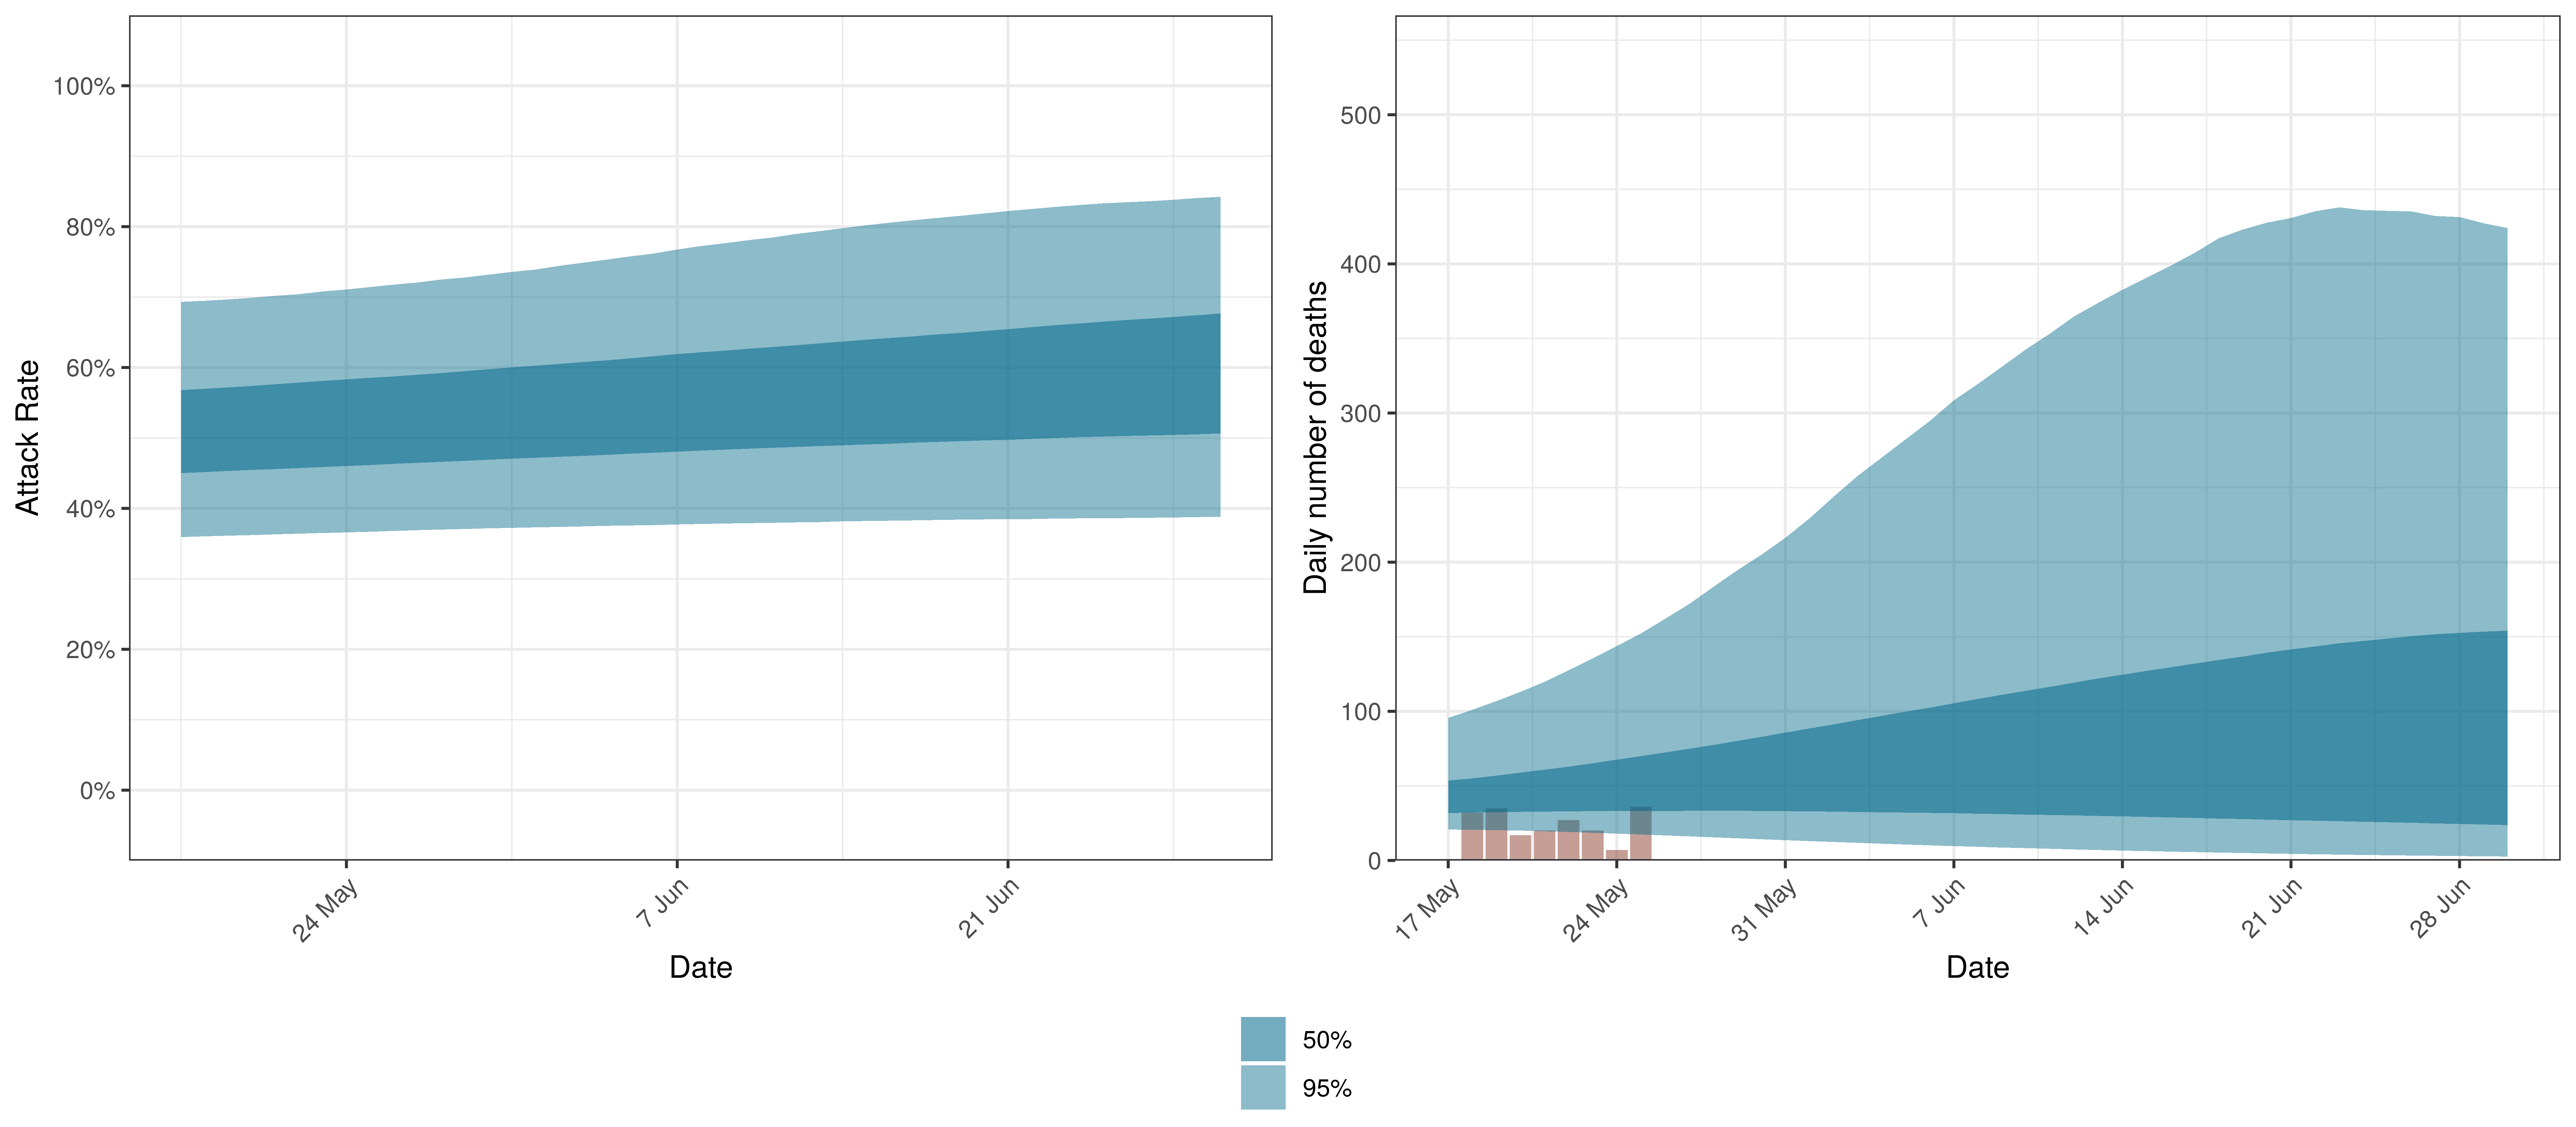 Attack Rate
100%
80%
60%
40%
20%
0%
24 May
7 Jun
21 Jun
Date
Daily number of deaths
500
400
300
200
100
0
17 May
24 May
31 May
7 Jun
14 Jun
21 Jun
28 Jun
Date
50%
95%